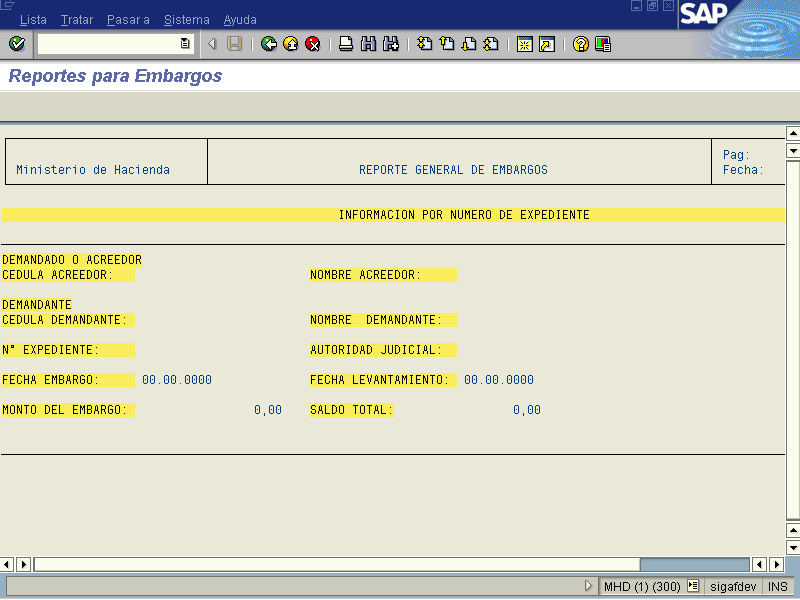 Lista Tratar Pasar a Sistema Ayuda
SAP
Reportes para Embargos
Pag:
Ministerio de Hacienda REPORTE GENERAL DE EMBARGOS Fecha:
INFORMACION POR NUMERO DE EXPEDIENTE
DEMANDADO O ACREEDOR
CEDULA ACREEDOR: NOMBRE ACREEDOR:
DEMANDANTE
CEDULA DEMANDANTE: NOMBRE DEMANDANTE:
N° EXPEDIENTE: AUTORIDAD JUDICIAL:
FECHA EMBARGO: 00.00.0000 FECHA LEVANTAMIENTO: 00.00.0000
MONTO DEL EMBARGO: 0,00 SALDO TOTAL: 0,00
MHD (1) (300) sigafdev INS